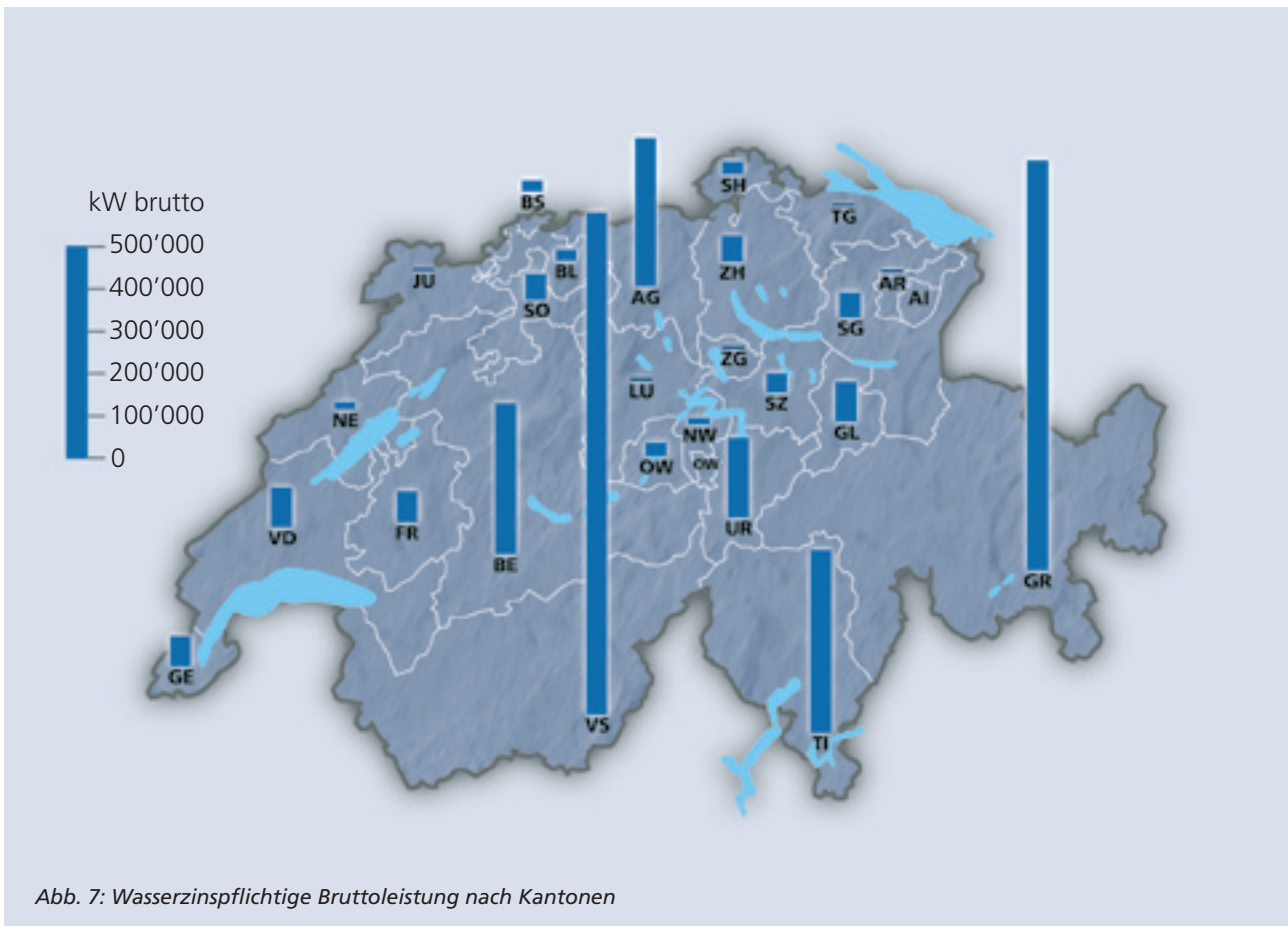 kW brutto
500’000
400’000
300’000
200’000
100’000
0
SH
BS
TG
BL
ZH
JU
AR
AI
AG
SO
SG
ZG
LU
SZ
NE
NW
GL
OW
OW
UR
FR
VD
BE
GR
GE
VS
TI
Abb. 7: Wasserzinspflichtige Bruttoleistung nach Kantonen